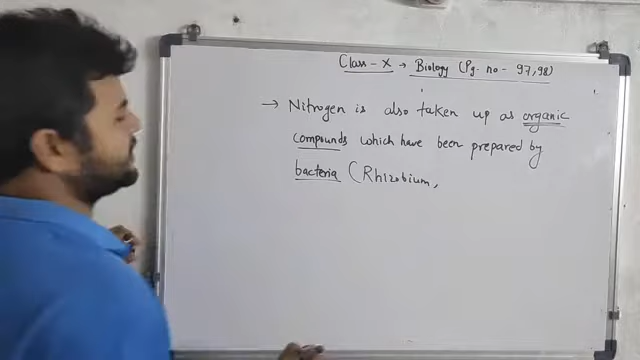 Class-X → Biology (Pg. no - 97,98)
→ Nitrogen is also taken up as organic
compounds which have been prepared by
bacteria (Rhizobium,